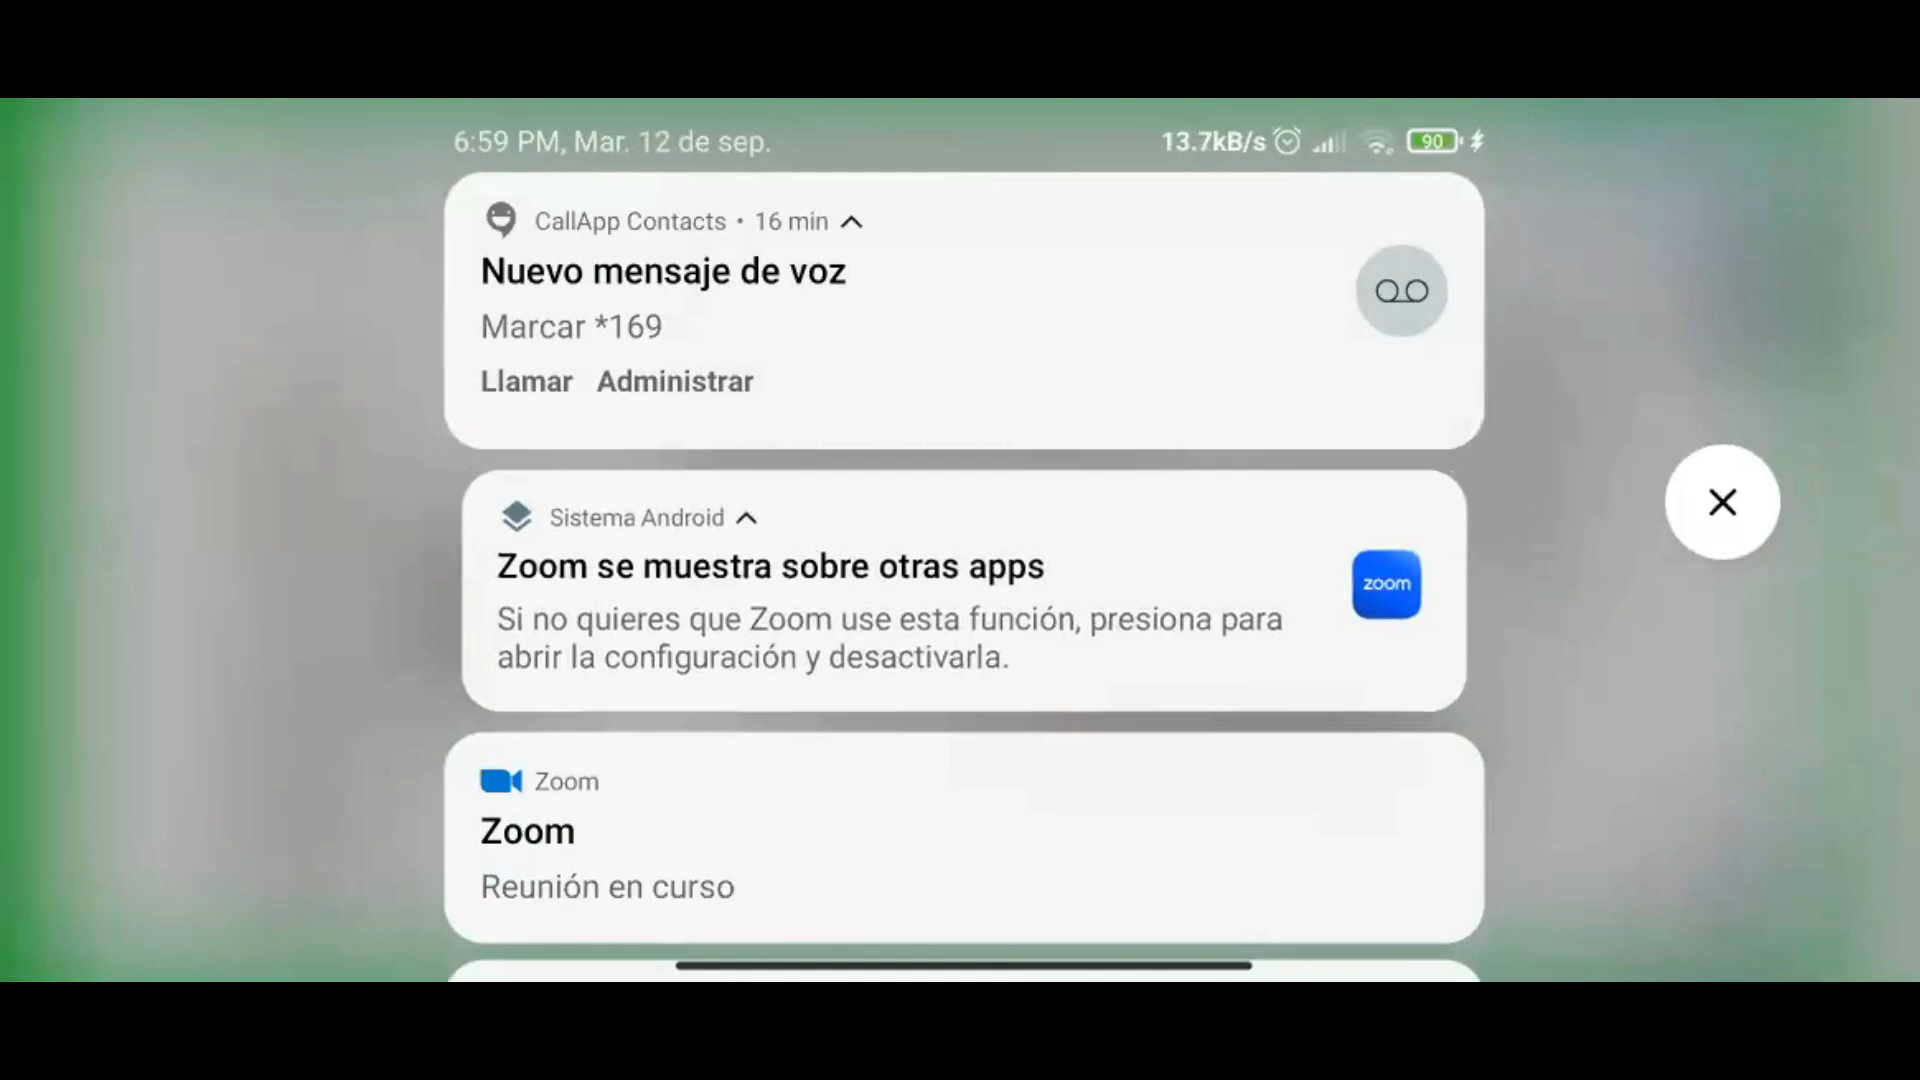 6:59 PM, Mar. 12 de sep.
13.7kB/s
90
CallApp Contacts • 16 min
Nuevo mensaje de voz
Marcar *169
Llamar Administrar
Sistema Android
Zoom se muestra sobre otras apps
zoom
Si no quieres que Zoom use esta función, presiona para
abrir la configuración y desactivarla.
Zoom
Zoom
Reunión en curso